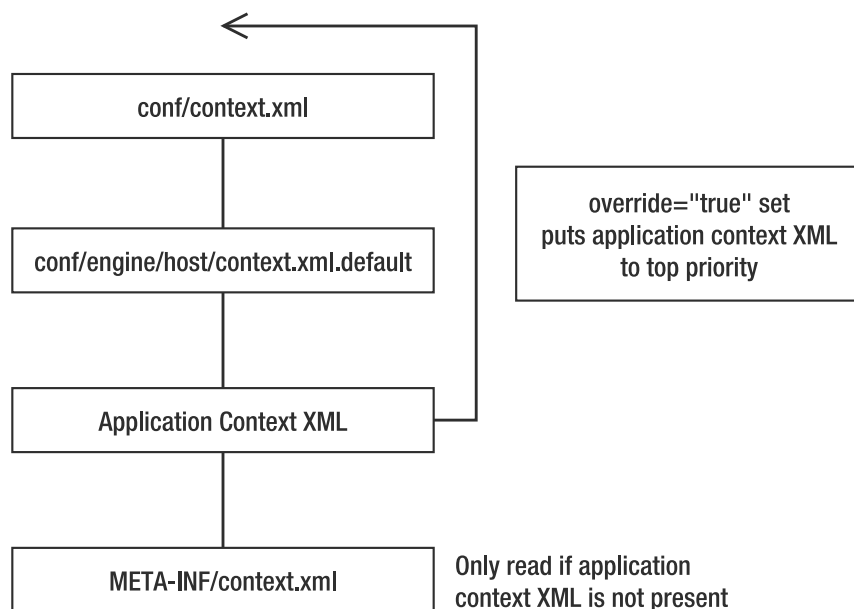 conf/context.xml
conf/engine/host/context.xml.default
override="true" set
puts application context XML
to top priority
Application Context XML
META-INF/context.xml
Only read if application
context XML is not present